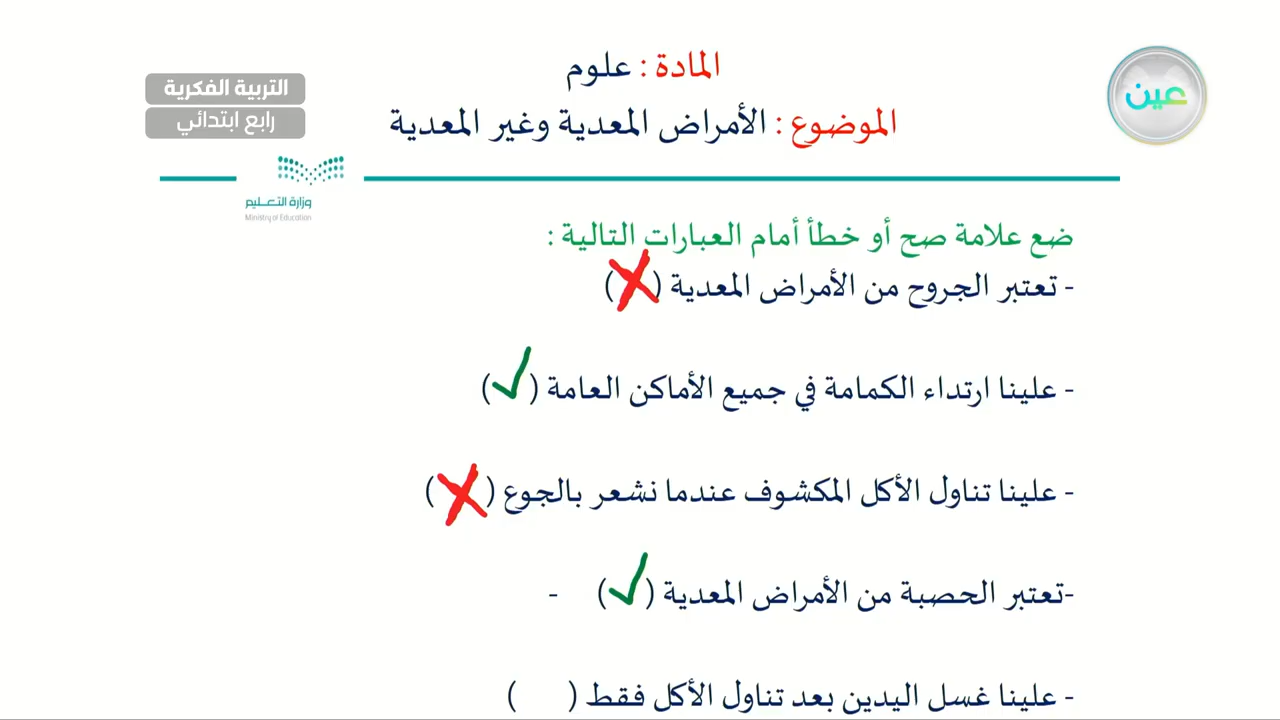 المادة : علوم
الموضوع : الأمراض المعدية وغير المعدية
عين
التربية الفكرية
رابع ابتدائي
وزارة التعـــليم
Ministry of Education
ضع علامة صح أو خطأ أمام العبارات التالية :
- تعتبر الجروح من الأمراض المعدية (❌)
- علينا ارتداء الكمامة في جميع الأماكن العامة (✓)
- علينا تناول الأكل المكشوف عندما نشعر بالجوع (❌)
-تعتبر الحصبة من الأمراض المعدية (✓) -
- علينا غسل اليدين بعد تناول الأكل فقط ( )